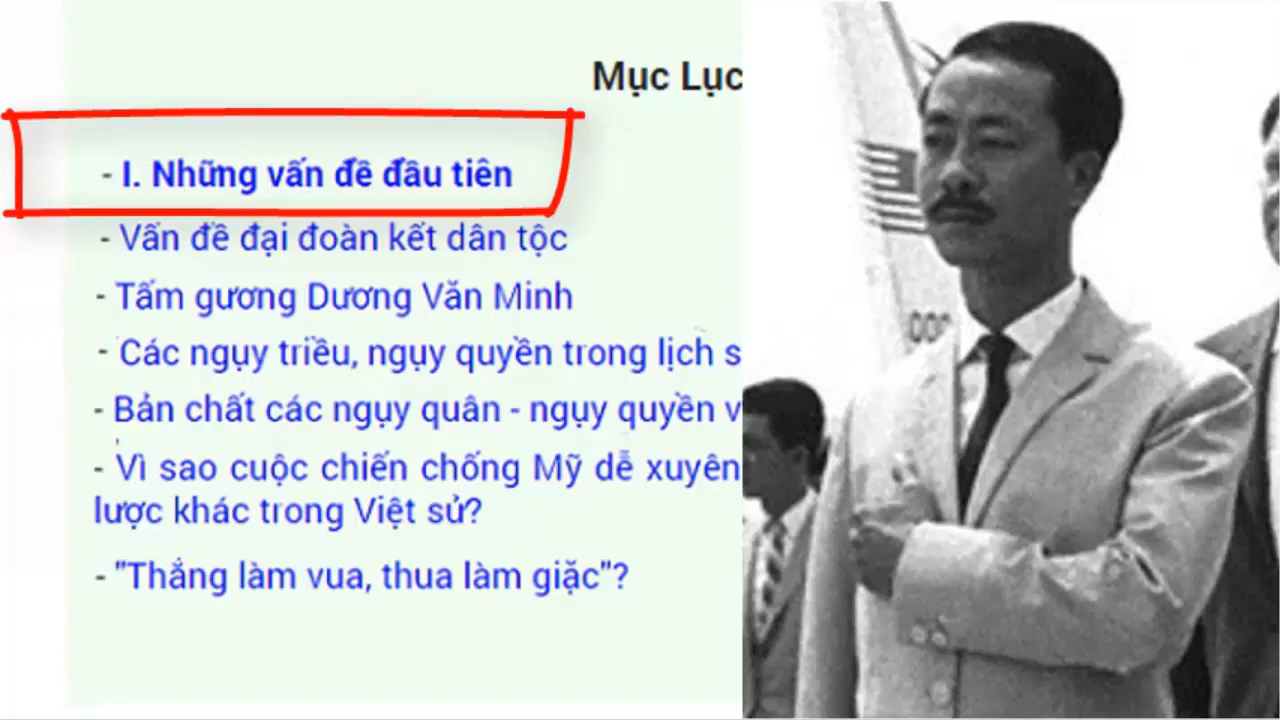 Mục Lục
- I. Những vấn đề đầu tiên
- Vấn đề đại đoàn kết dân tộc
- Tấm gương Dương Văn Minh
- Các ngụy triều, ngụy quyền trong lịch s
- Bản chất các ngụy quân - ngụy quyền v
- Vì sao cuộc chiến chống Mỹ dễ xuyên
lược khác trong Việt sử?
- "Thắng làm vua, thua làm giặc"?